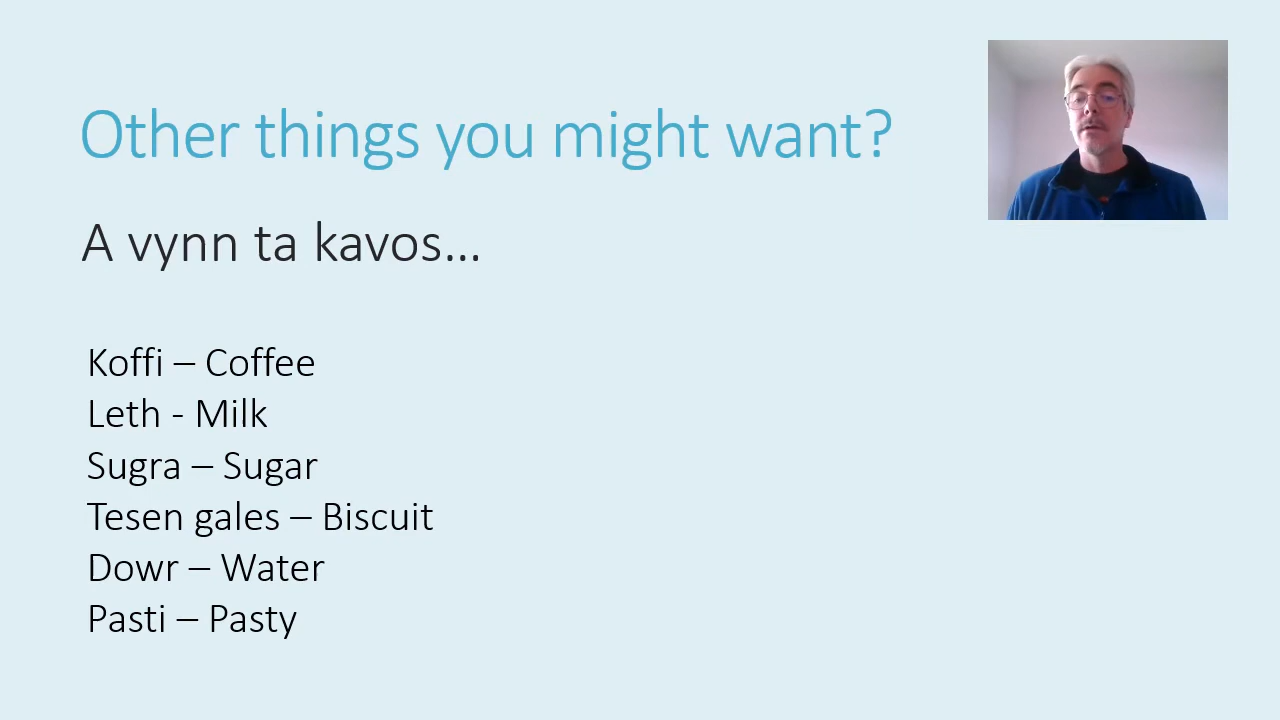 Other things you might want?
A vynn ta kavos...
Koffi – Coffee
Leth - Milk
Sugra – Sugar
Tesen gales – Biscuit
Dowr – Water
Pasti – Pasty